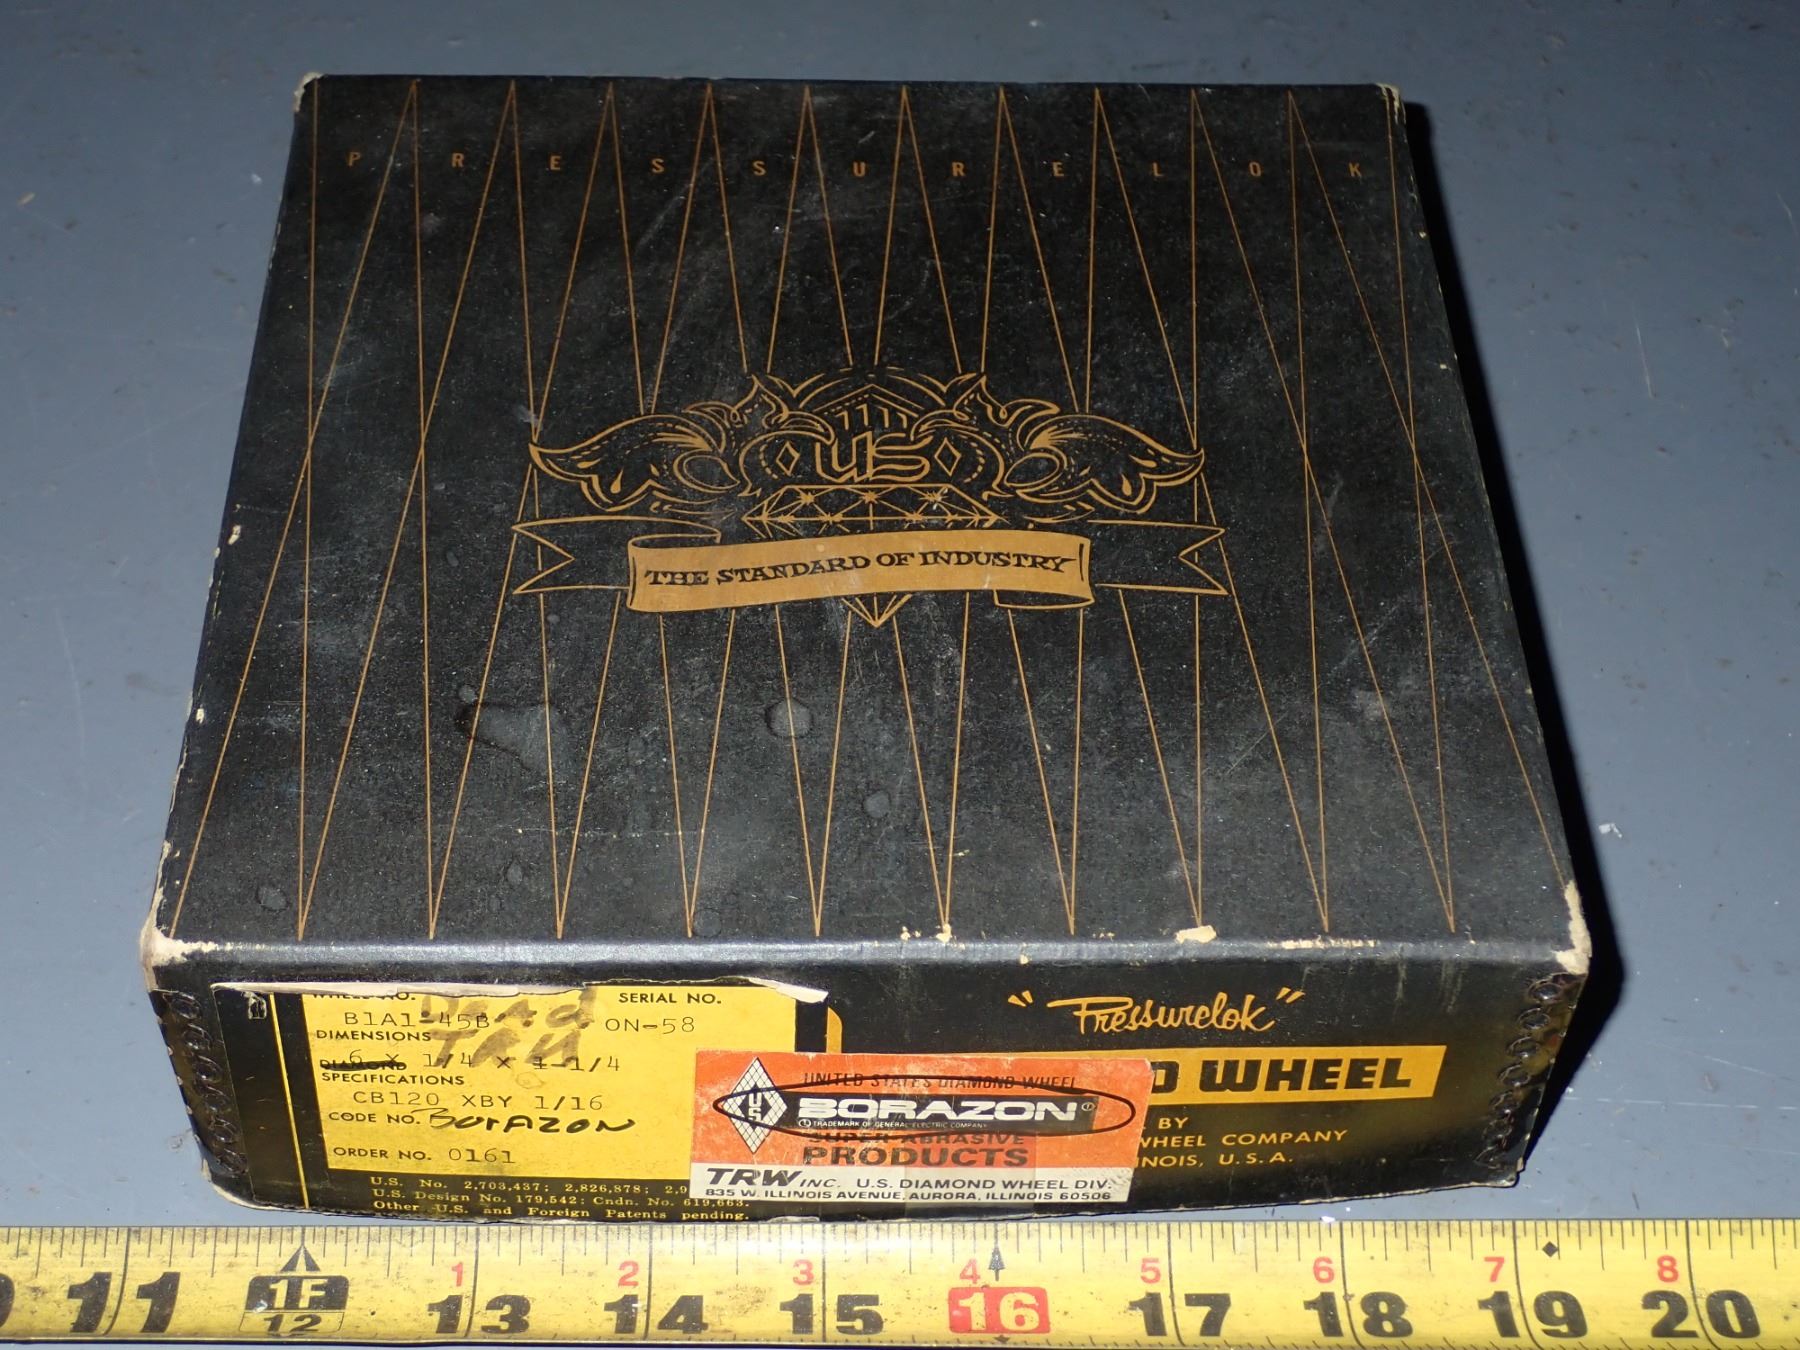 PRESSURELOK
US
THE STANDARD OF INDUSTRY
WHEEL NO. SERIAL NO.
B1A1-45B ON-58
DIMENSIONS
6 X 1/4 X 1-1/4
DIAMOND
SPECIFICATIONS
CB120 XBY 1/16
CODE NO. BorAZON
ORDER NO. 0161
U.S. No. 2,703,437; 2,826,878; 2,9
U.S. Design No. 179,542; Cndn. No. 619,663.
Other U.S. and Foreign Patents pending.
"Pressurelok"
D WHEEL
BY
WHEEL COMPANY
NOIS, U.S.A.
UNITED STATES DIAMOND WHEEL
US
BORAZON
TRADEMARK OF GENERAL ELECTRIC COMPANY
SUPER ABRASIVE
PRODUCTS
TRW INC. U.S. DIAMOND WHEEL DIV.
835 W. ILLINOIS AVENUE, AURORA, ILLINOIS 60506
1 2 3 4 5 6 7 8
11 1F 12 13 14 15 16 17 18 19 20